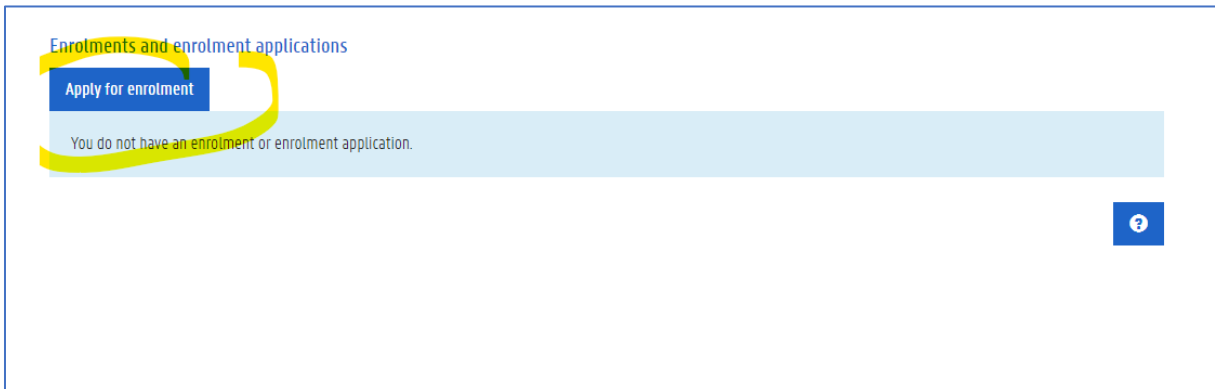 Enrolments and enrolment applications
Apply for enrolment
You do not have an enrolment or enrolment application.
?